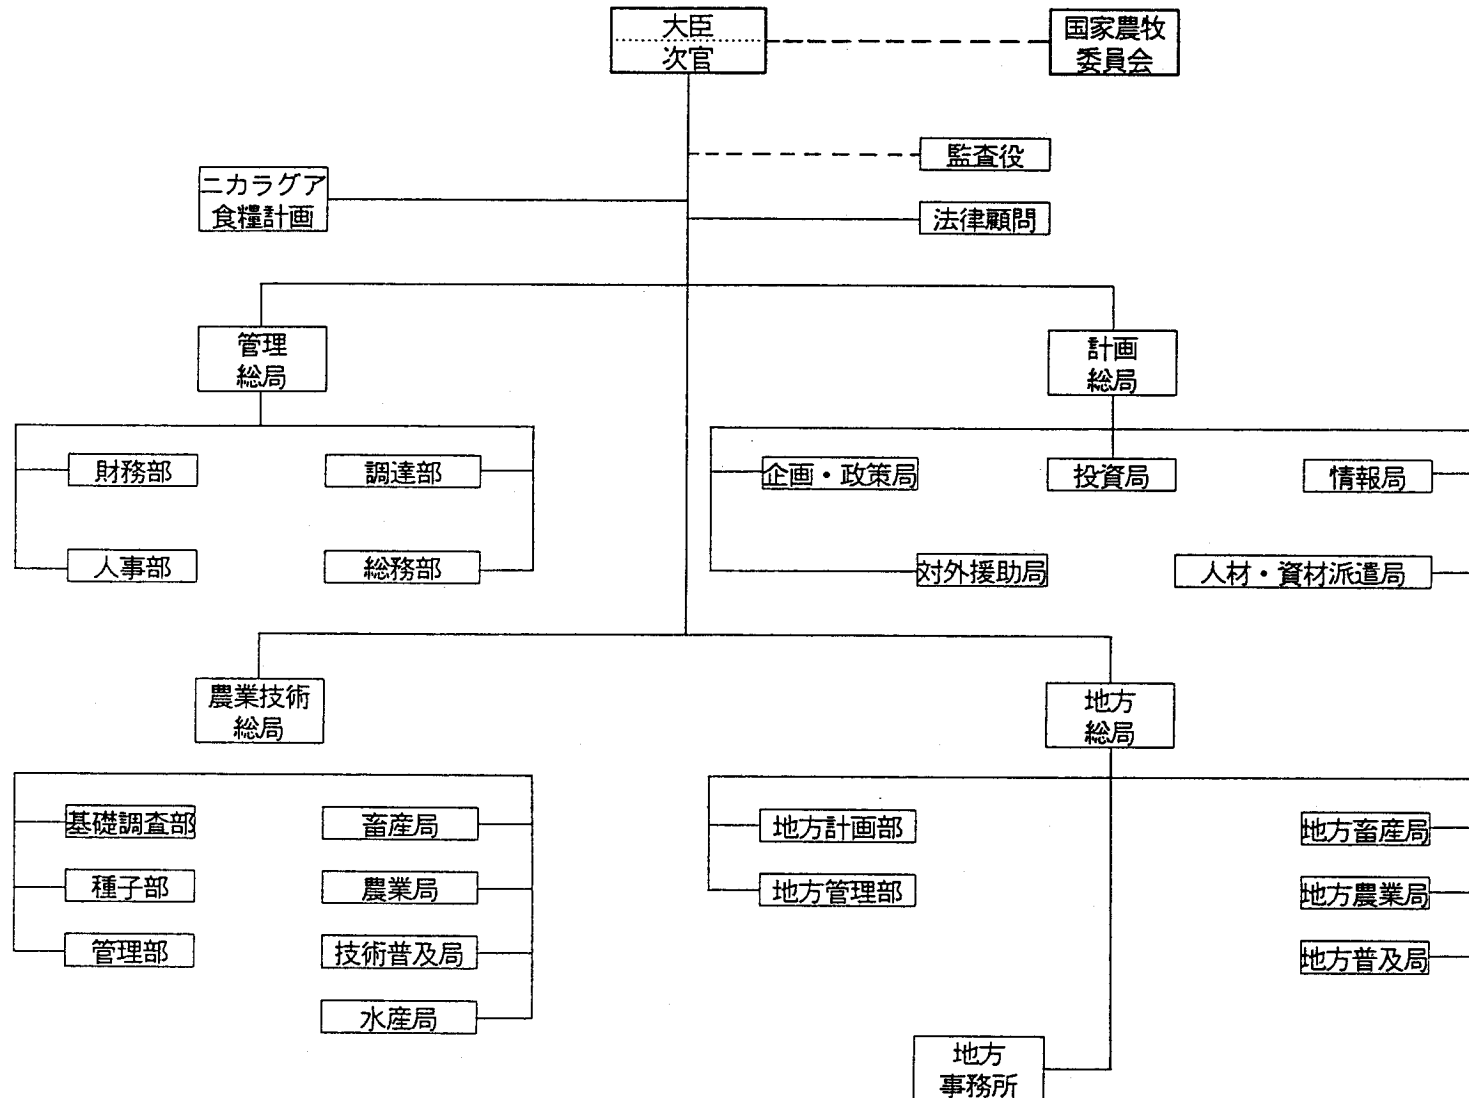 大臣
次官
国家農牧
委員会
監査役
ニカラグア
食糧計画
法律顧問
管理
総局
計画
総局
財務部
調達部
企画・政策局
投資局
情報局
人事部
総務部
対外援助局
人材・資材派遣局
農業技術
総局
地方
総局
基礎調査部
畜産局
地方計画部
地方畜産局
種子部
農業局
地方管理部
地方農業局
管理部
技術普及局
地方普及局
水産局
地方
事務所